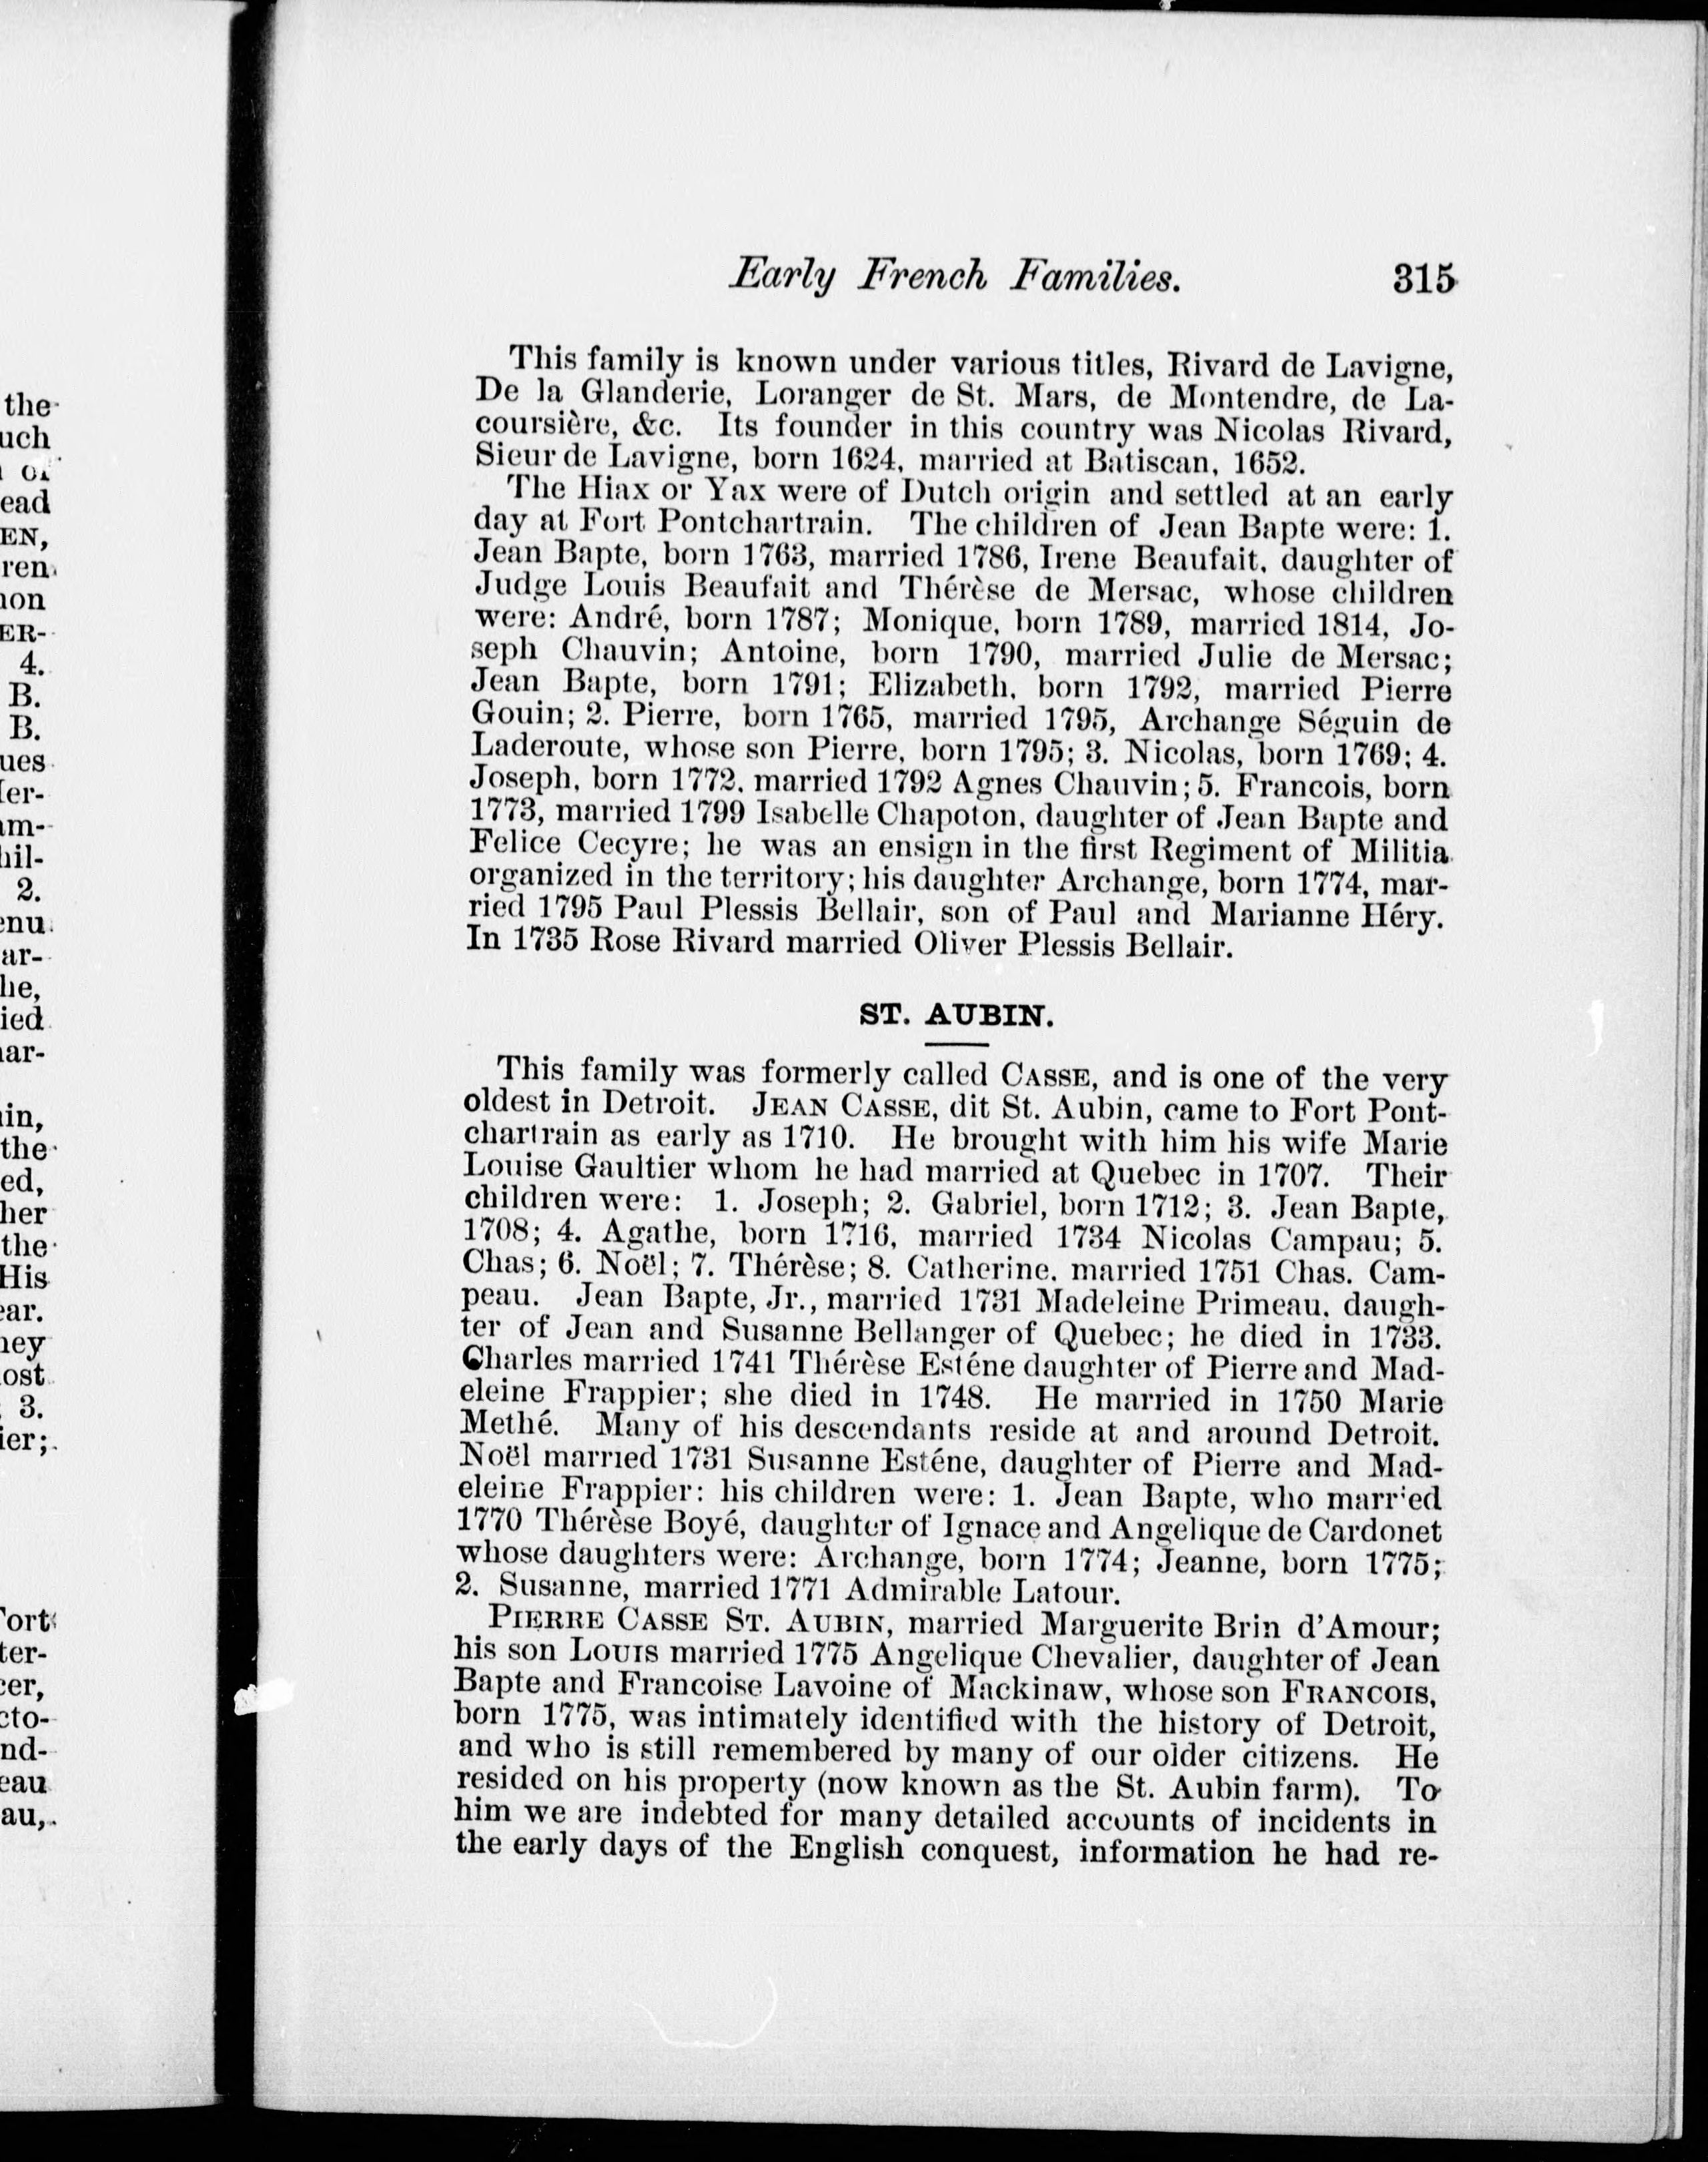 Early French Families. 315
This family is known under various titles, Rivard de Lavigne,
De la Glanderie, Loranger de St. Mars, de Montendre, de La-
coursière, &c. Its founder in this country was Nicolas Rivard,
Sieur de Lavigne, born 1624, married at Batiscan, 1652.
The Hiax or Yax were of Dutch origin and settled at an early
day at Fort Pontchartrain. The children of Jean Bapte were: 1.
Jean Bapte, born 1763, married 1786, Irene Beaufait, daughter of
Judge Louis Beaufait and Thérèse de Mersac, whose children
were: André, born 1787; Monique, born 1789, married 1814, Jo-
seph Chauvin; Antoine, born 1790, married Julie de Mersac;
Jean Bapte, born 1791; Elizabeth, born 1792, married Pierre
Gouin; 2. Pierre, born 1765, married 1795, Archange Séguin de
Laderoute, whose son Pierre, born 1795; 3. Nicolas, born 1769; 4.
Joseph, born 1772, married 1792 Agnes Chauvin; 5. Francois, born
1773, married 1799 Isabelle Chapoton, daughter of Jean Bapte and
Felice Cecyre; he was an ensign in the first Regiment of Militia
organized in the territory; his daughter Archange, born 1774, mar-
ried 1795 Paul Plessis Bellair, son of Paul and Marianne Héry.
In 1735 Rose Rivard married Oliver Plessis Bellair.
ST. AUBIN.
This family was formerly called CASSE, and is one of the very
oldest in Detroit. JEAN CASSE, dit St. Aubin, came to Fort Pont-
chartrain as early as 1710. He brought with him his wife Marie
Louise Gaultier whom he had married at Quebec in 1707. Their
children were: 1. Joseph; 2. Gabriel, born 1712; 3. Jean Bapte,
1708; 4. Agathe, born 1716, married 1734 Nicolas Campau; 5.
Chas; 6. Noël; 7. Thérèse; 8. Catherine, married 1751 Chas. Cam-
peau. Jean Bapte, Jr., married 1731 Madeleine Primeau, daugh-
ter of Jean and Susanne Bellanger of Quebec; he died in 1733.
Charles married 1741 Thérèse Esténe daughter of Pierre and Mad-
eleine Frappier; she died in 1748. He married in 1750 Marie
Methé. Many of his descendants reside at and around Detroit.
Noël married 1731 Susanne Esténe, daughter of Pierre and Mad-
eleine Frappier: his children were: 1. Jean Bapte, who married
1770 Thérèse Boyé, daughter of Ignace and Angelique de Cardonet
whose daughters were: Archange, born 1774; Jeanne, born 1775;
2. Susanne, married 1771 Admirable Latour.
PIERRE CASSE ST. AUBIN, married Marguerite Brin d'Amour;
his son LOUIS married 1775 Angelique Chevalier, daughter of Jean
Bapte and Francoise Lavoine of Mackinaw, whose son FRANCOIS,
born 1775, was intimately identified with the history of Detroit,
and who is still remembered by many of our older citizens. He
resided on his property (now known as the St. Aubin farm). To
him we are indebted for many detailed accounts of incidents in
the early days of the English conquest, information he had re-